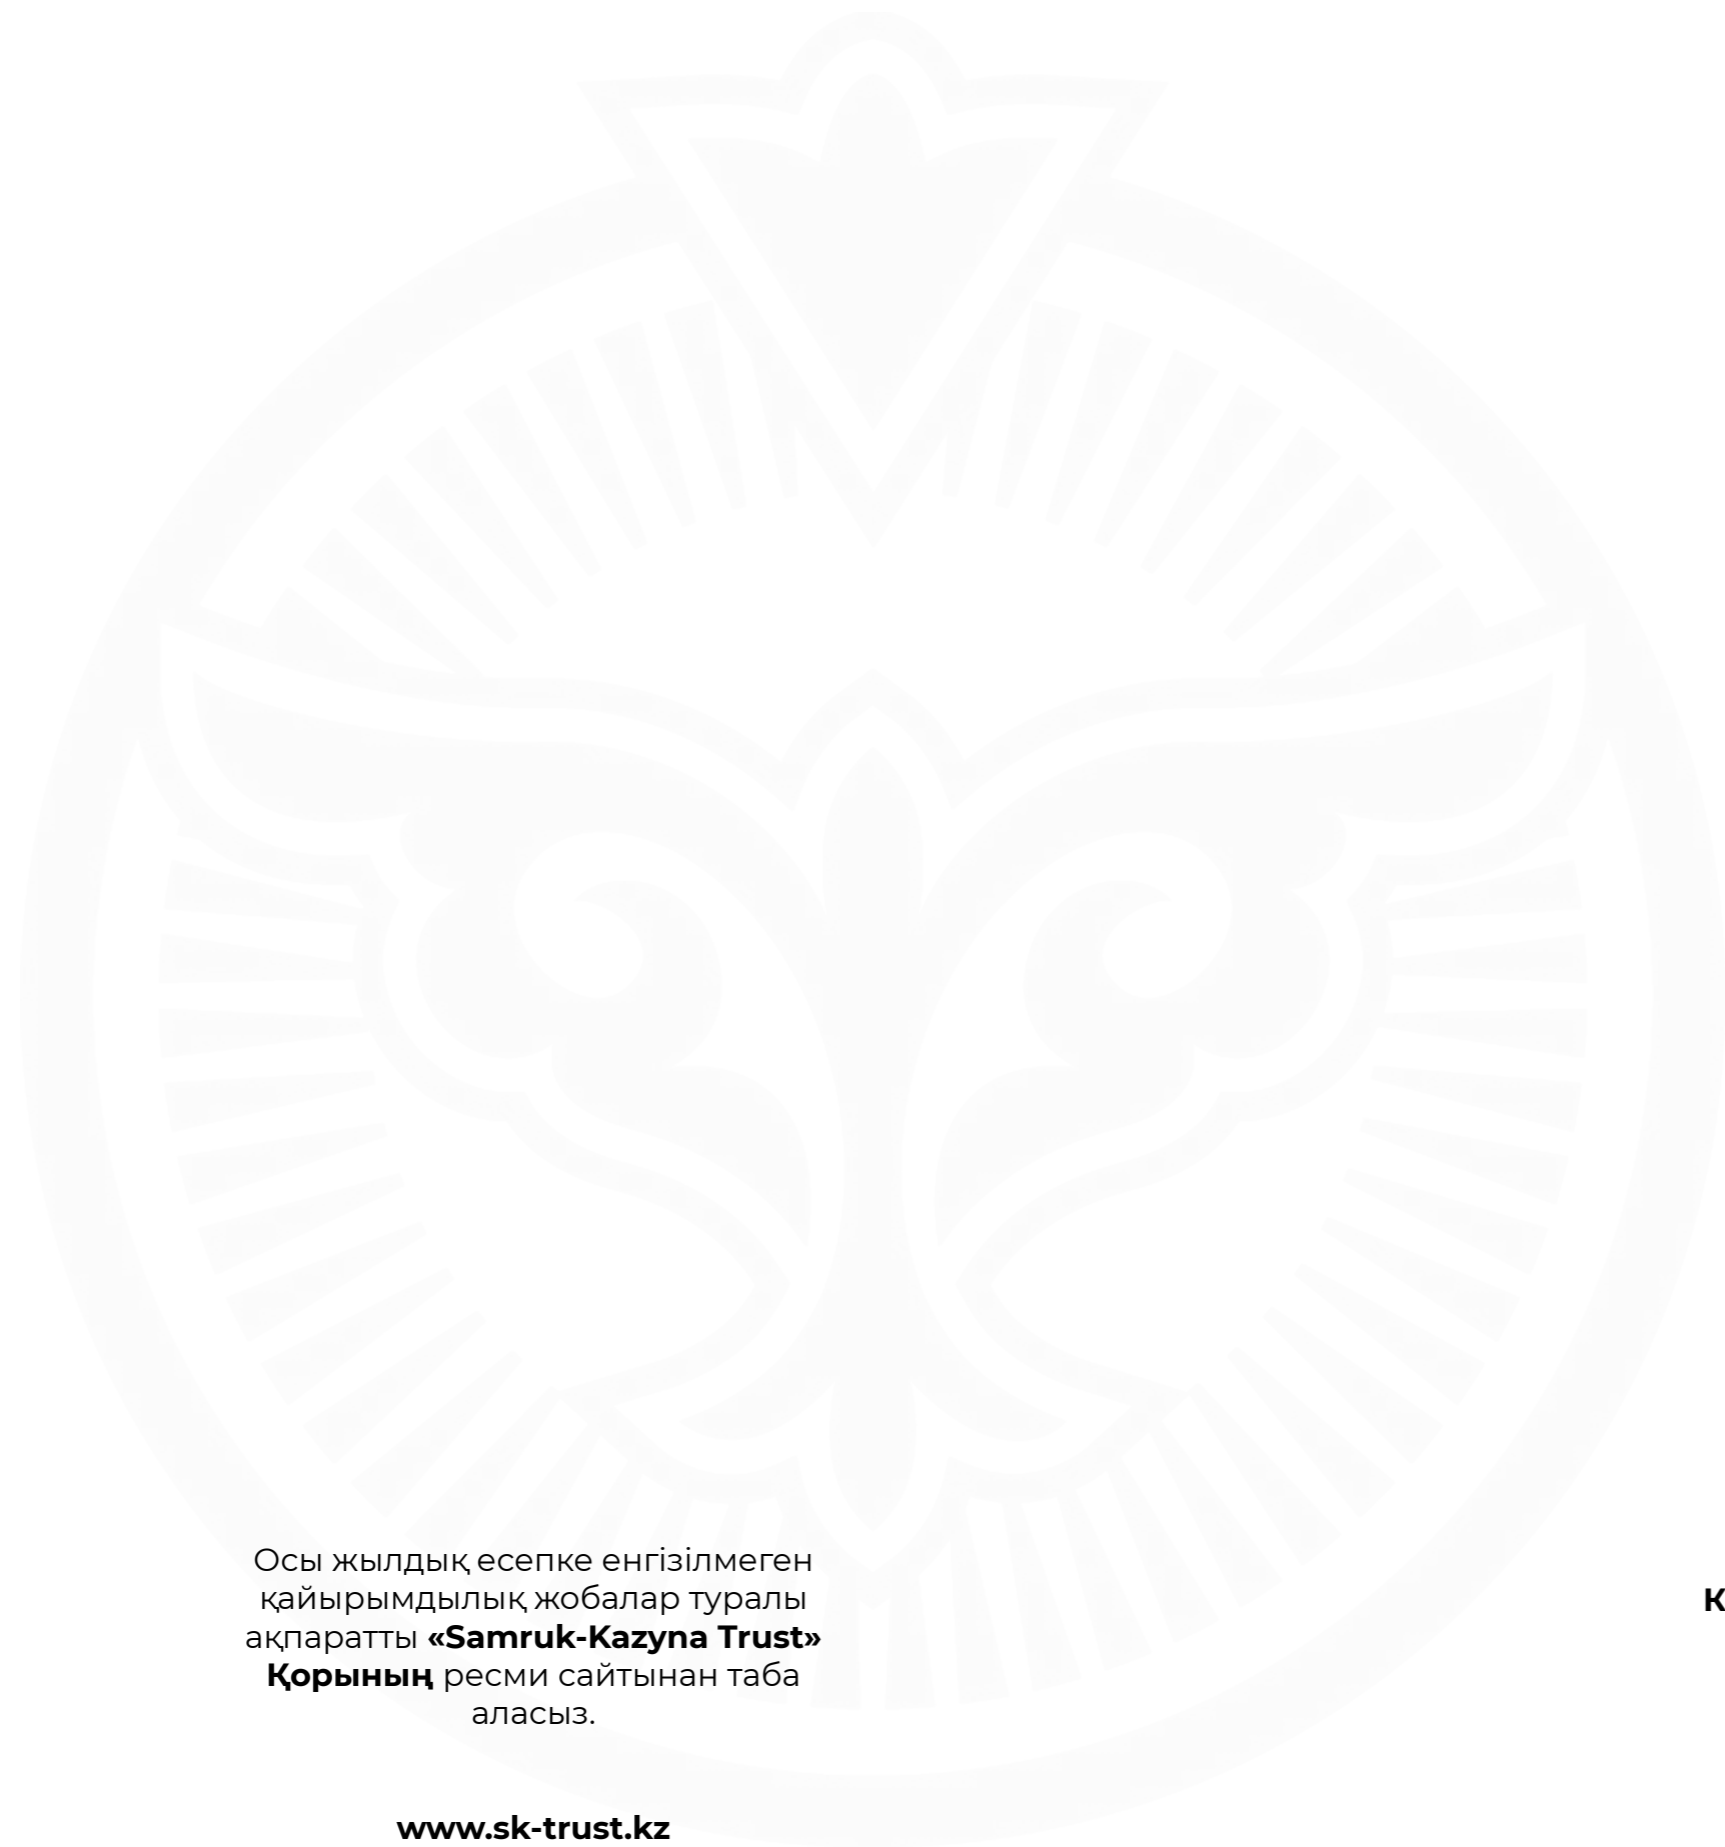 Осы жылдық есепке енгізілмеген
қайырымдылық жобалар туралы
ақпаратты «Samruk-Kazyna Trust»
Қорының ресми сайтынан таба
аласыз.
www.sk-trust.kz